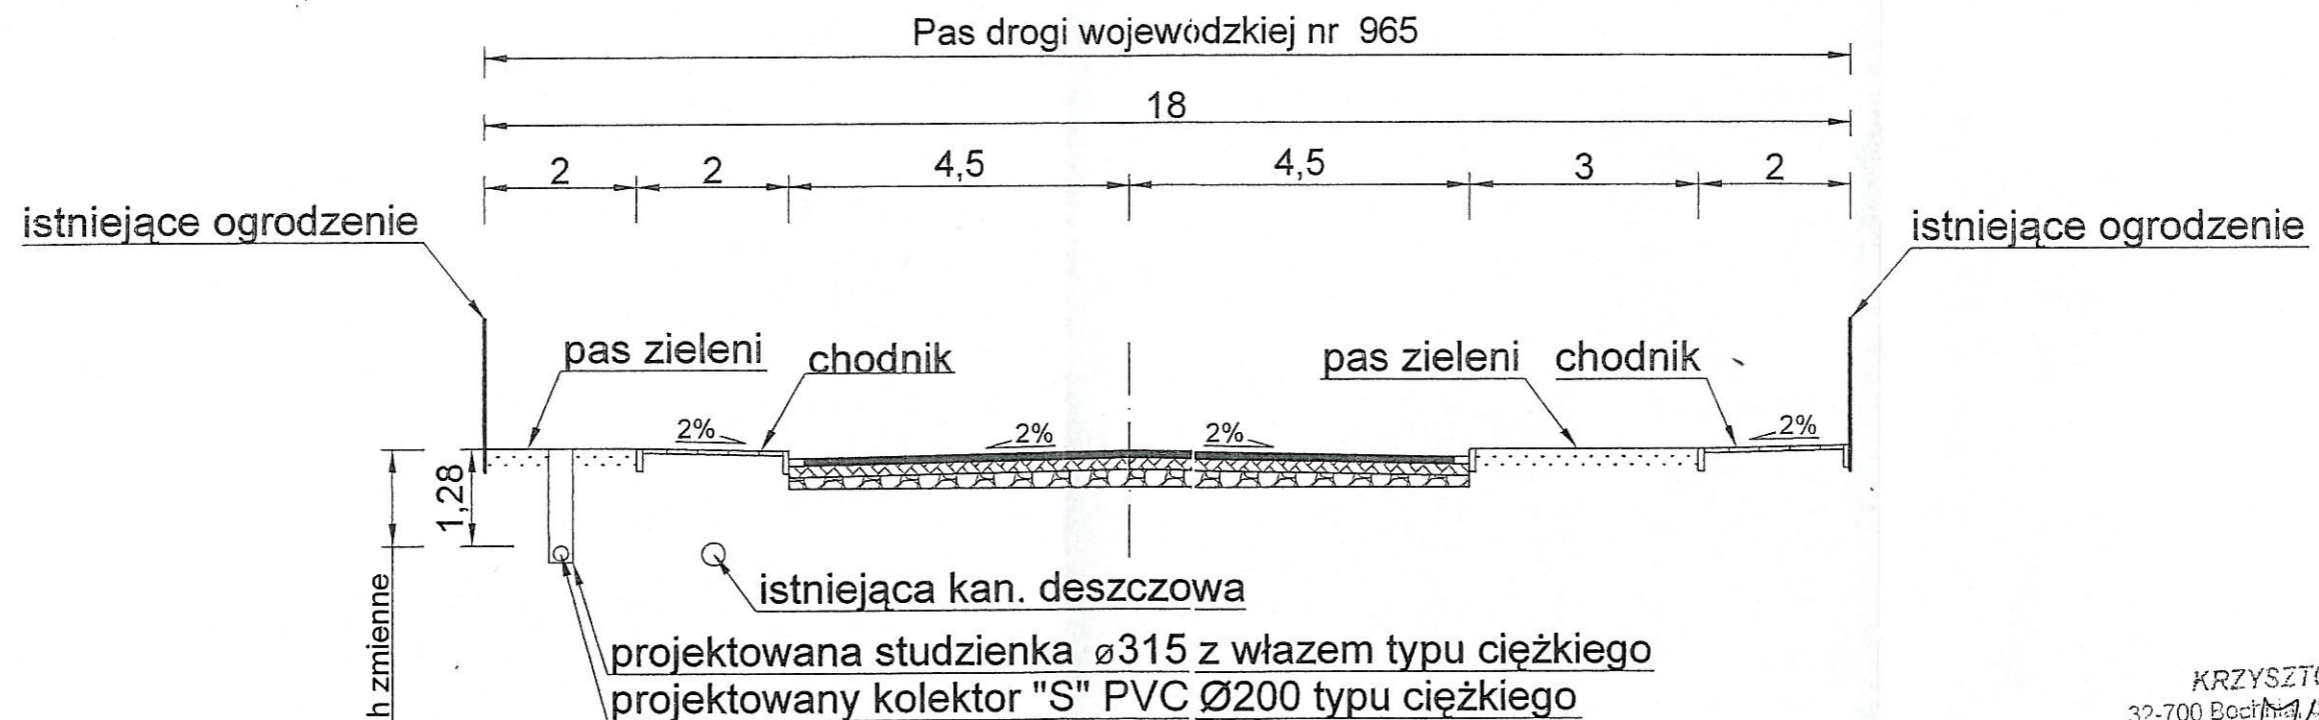 Pas drogi wojewódzkiej nr 965
18
2 2 4,5 4,5 3 2
istniejące ogrodzenie istniejące ogrodzenie
pas zieleni chodnik pas zieleni chodnik
2% 2% 2% 2%
1,28
h zmienne
istniejąca kan. deszczowa
projektowana studzienka ø315 z włazem typu ciężkiego
projektowany kolektor "S" PVC Ø200 typu ciężkiego
32-700